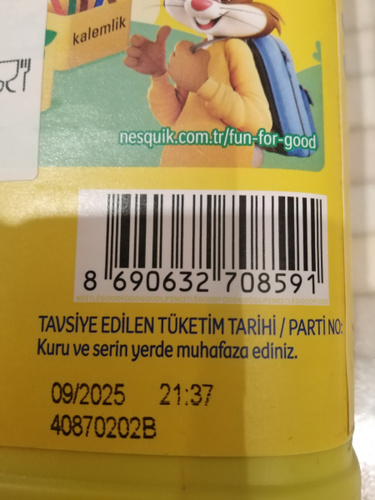 kalemlik
nesquik.com.tr/fun-for-good
8 690632 708591
TAVSİYE EDİLEN TÜKETİM TARİHİ / PARTİ NO:
Kuru ve serin yerde muhafaza ediniz.
09/2025 21:37
40870202B